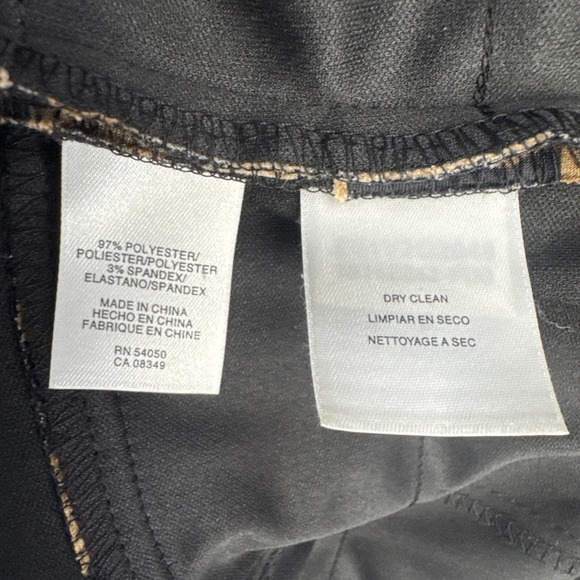 97% POLYESTER/
POLIESTER/POLYESTER
3% SPANDEX/
ELASTANO/SPANDEX
MADE IN CHINA
HECHO EN CHINA
FABRIQUE EN CHINE
RN 54050
CA 08349
DRY CLEAN
LIMPIAR EN SECO
NETTOYAGE A SEC